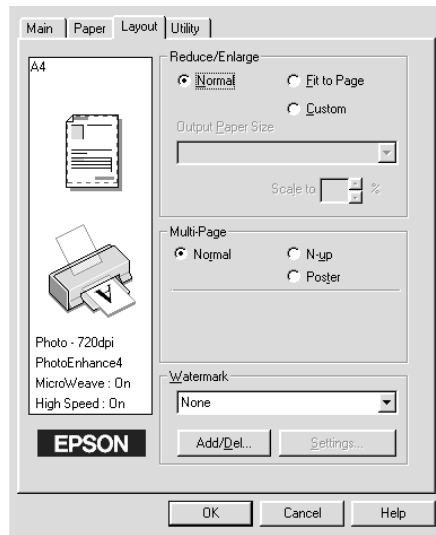 Main Paper Layout Utility
A4
Photo - 720dpi
PhotoEnhance4
MicroWeave : On
High Speed : On
EPSON
Reduce/Enlarge
Normal Fit to Page
Custom
Output Paper Size
Scale to %
Multi-Page
Normal N-up
Poster
Watermark
None
Add/Del... Settings...
OK Cancel Help